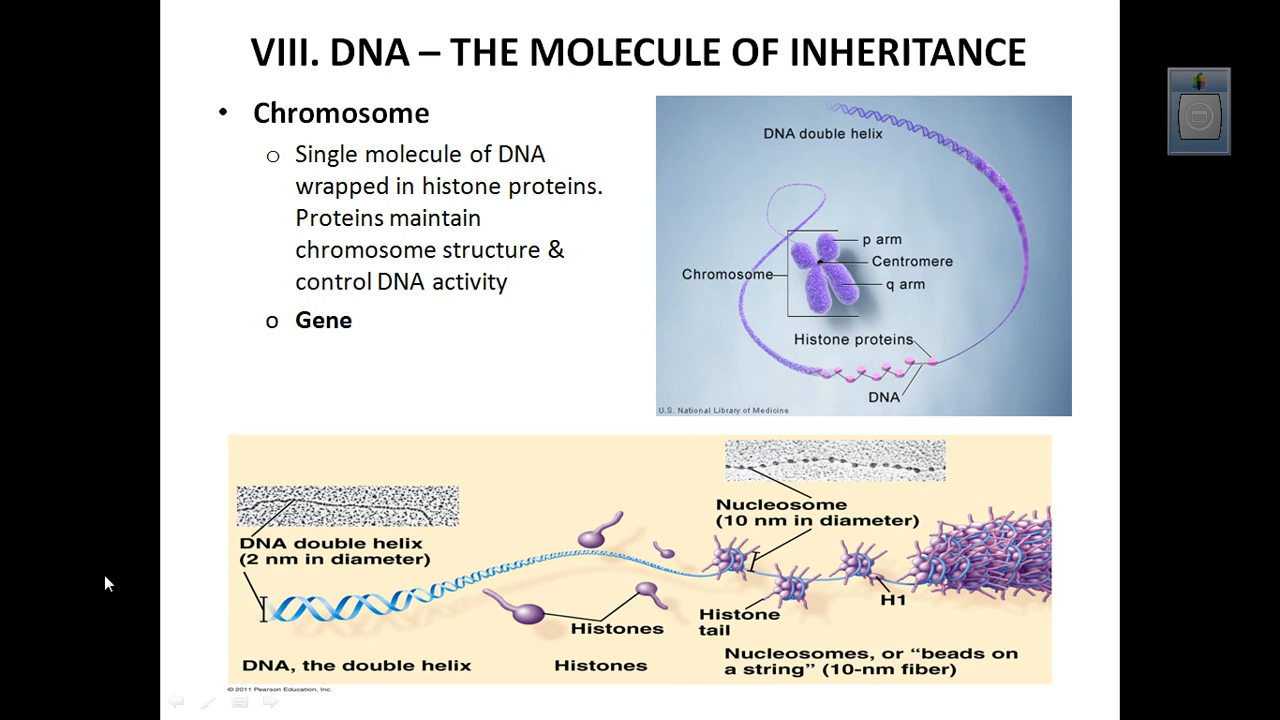 VIII. DNA – THE MOLECULE OF INHERITANCE
• Chromosome
o Single molecule of DNA
wrapped in histone proteins.
Proteins maintain
chromosome structure &
control DNA activity
o Gene
DNA double helix
p arm
Centromere
Chromosome
q arm
Histone proteins
DNA
U.S. National Library of Medicine
Nucleosome
(10 nm in diameter)
DNA double helix
(2 nm in diameter)
H1
Histone
tail
Histones
Nucleosomes, or “beads on
a string” (10-nm fiber)
DNA, the double helix
Histones
© 2011 Pearson Education, Inc.